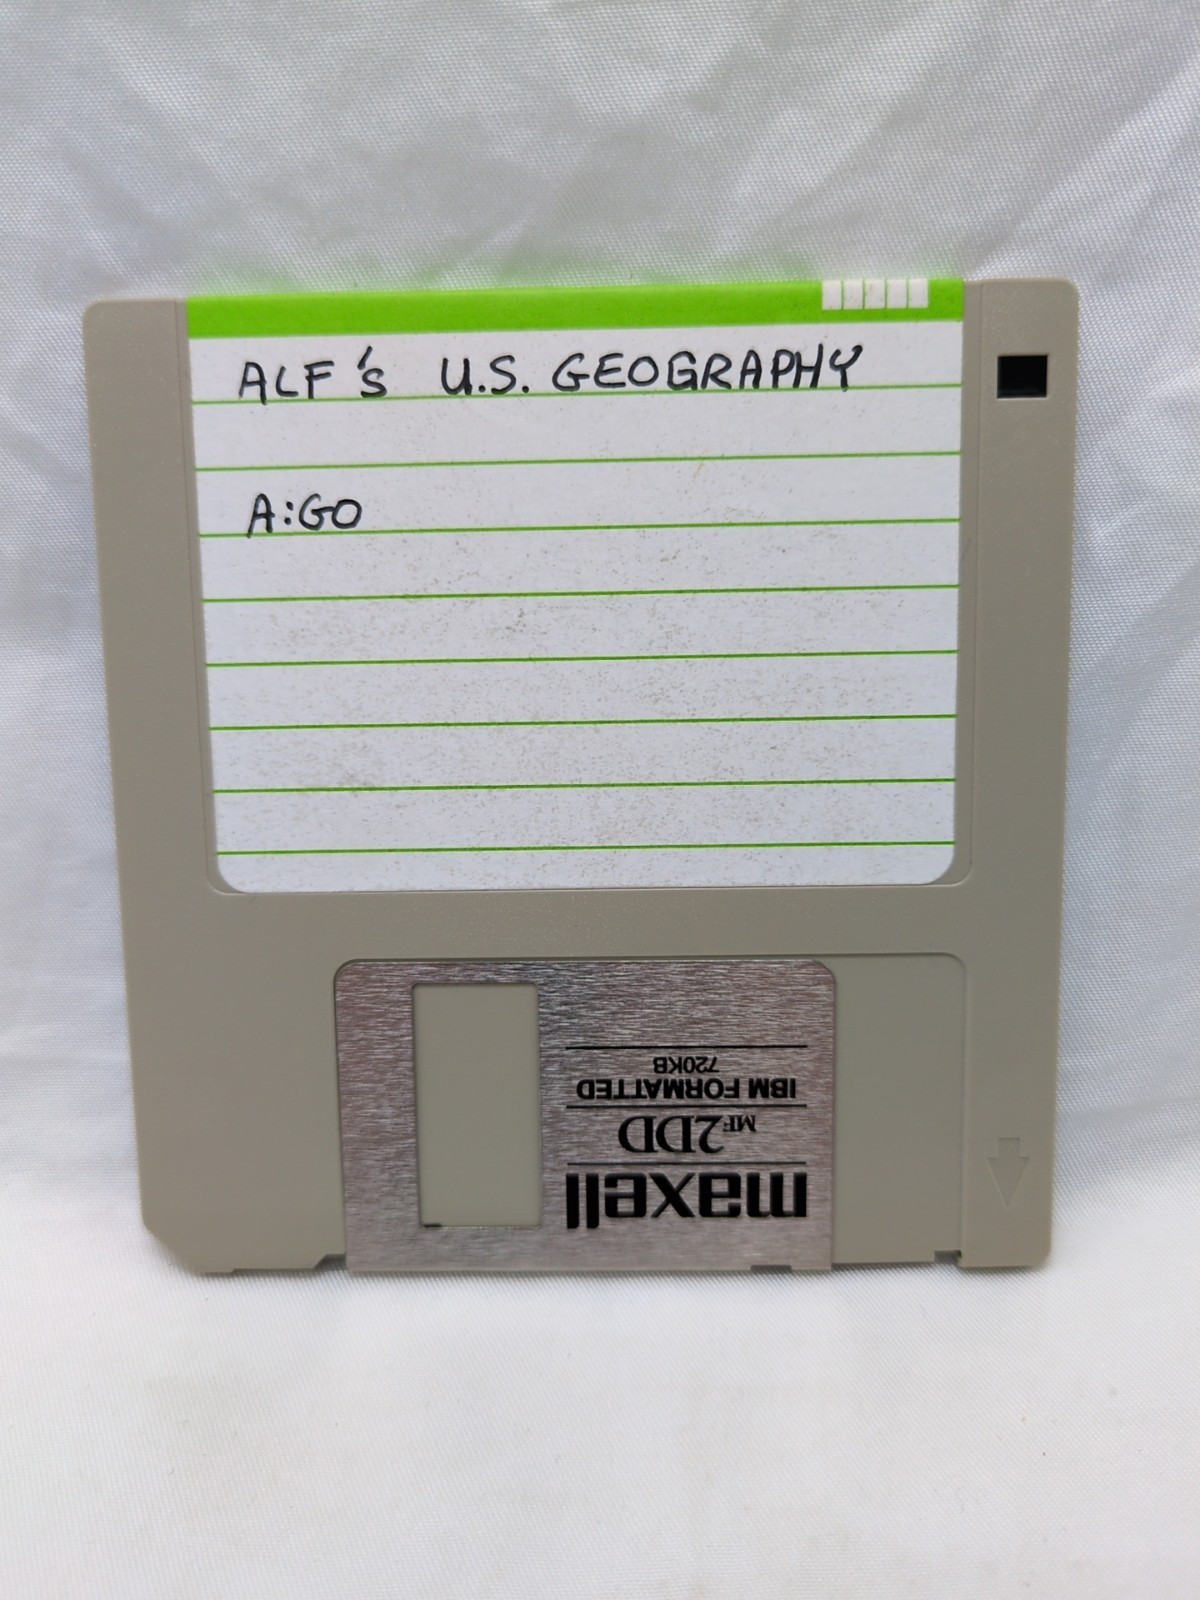 ALF's U.S. GEOGRAPHY
A:GO
720KB
IBM FORMATTED
MF2DD
maxell